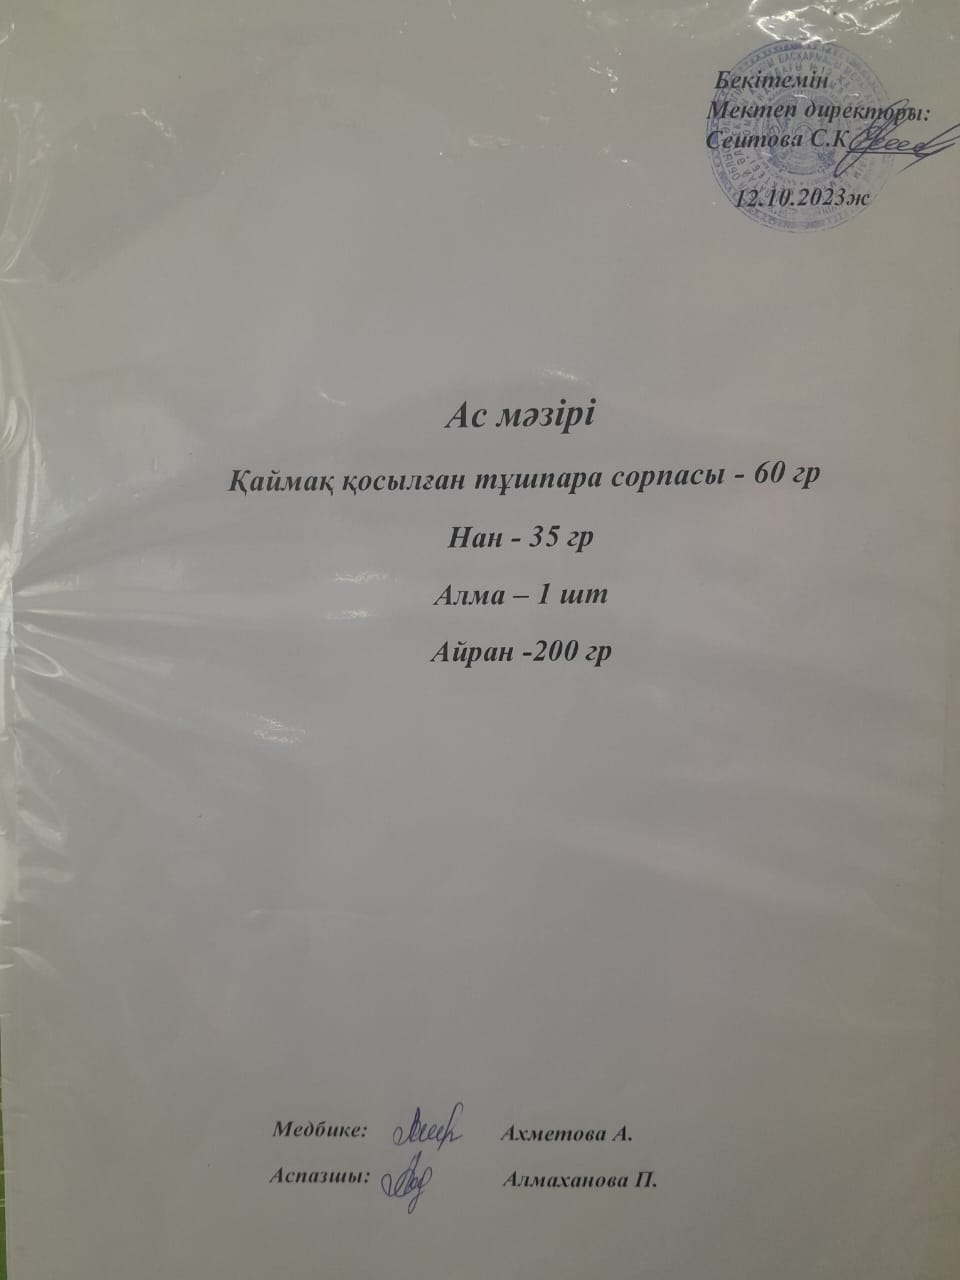 Бекітемін
Мектеп директоры:
Сеитова С.К
12.10.2023ж
Ас мәзірі
Қаймақ қосылған тұшпара сорпасы - 60 гр
Нан - 35 гр
Алма – 1 шт
Айран -200 гр
Медбике: Ахметова А.
Аспазшы: Алмаханова П.